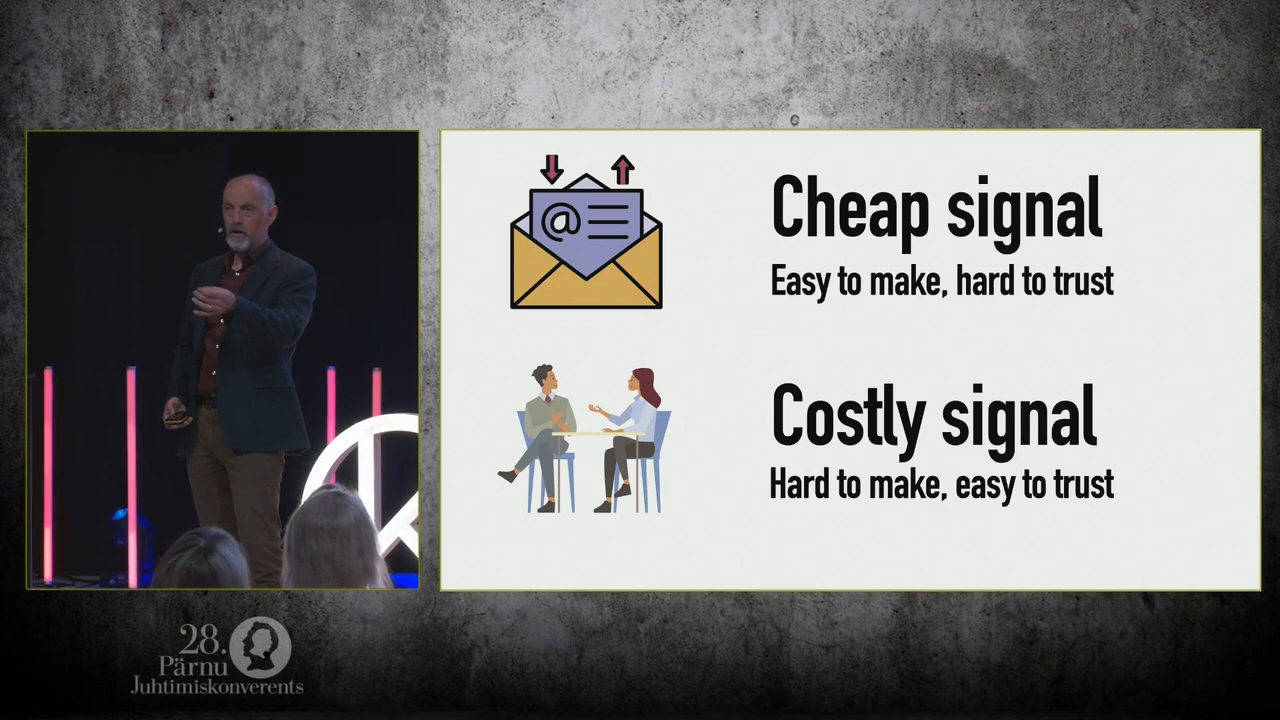 @
Cheap signal
Easy to make, hard to trust
Costly signal
Hard to make, easy to trust
28.
Pärnu
Juhtimiskonverents